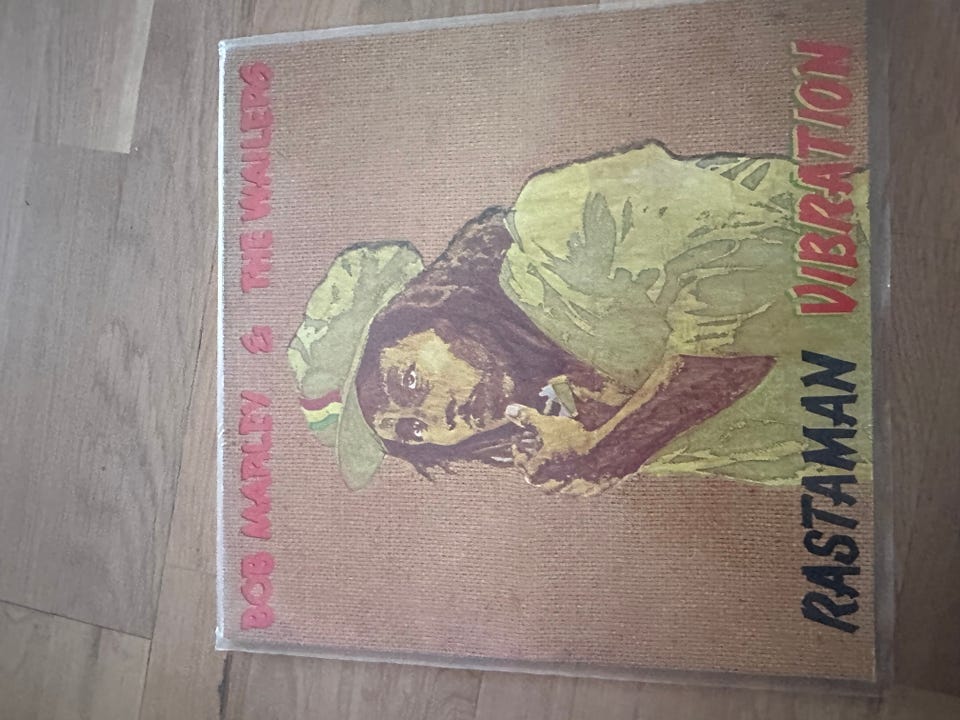 BOB MARLEY & THE WAILERS
RASTAMAN VIBRATION